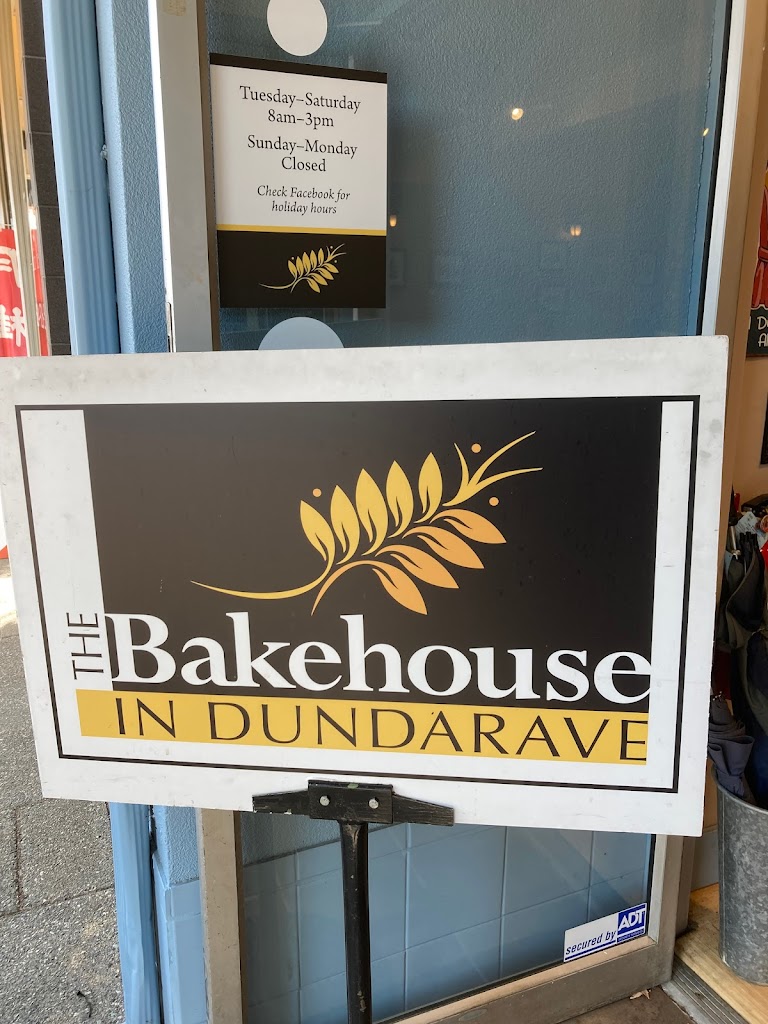 Tuesday–Saturday
8am–3pm
Sunday–Monday
Closed
Check Facebook for
holiday hours
THE
Bakehouse
IN DUNDARAVE
secured by ADT